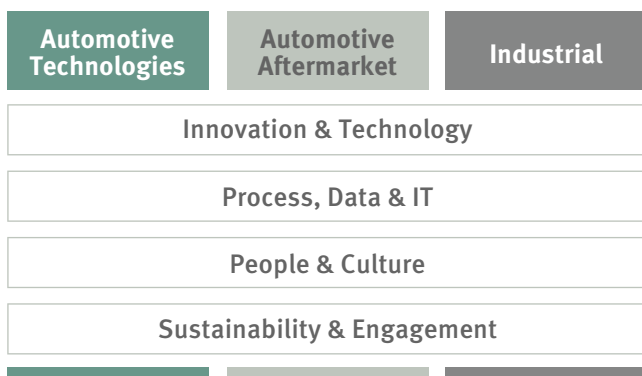 Automotive
Technologies
Automotive
Aftermarket
Industrial
Innovation & Technology
Process, Data & IT
People & Culture
Sustainability & Engagement